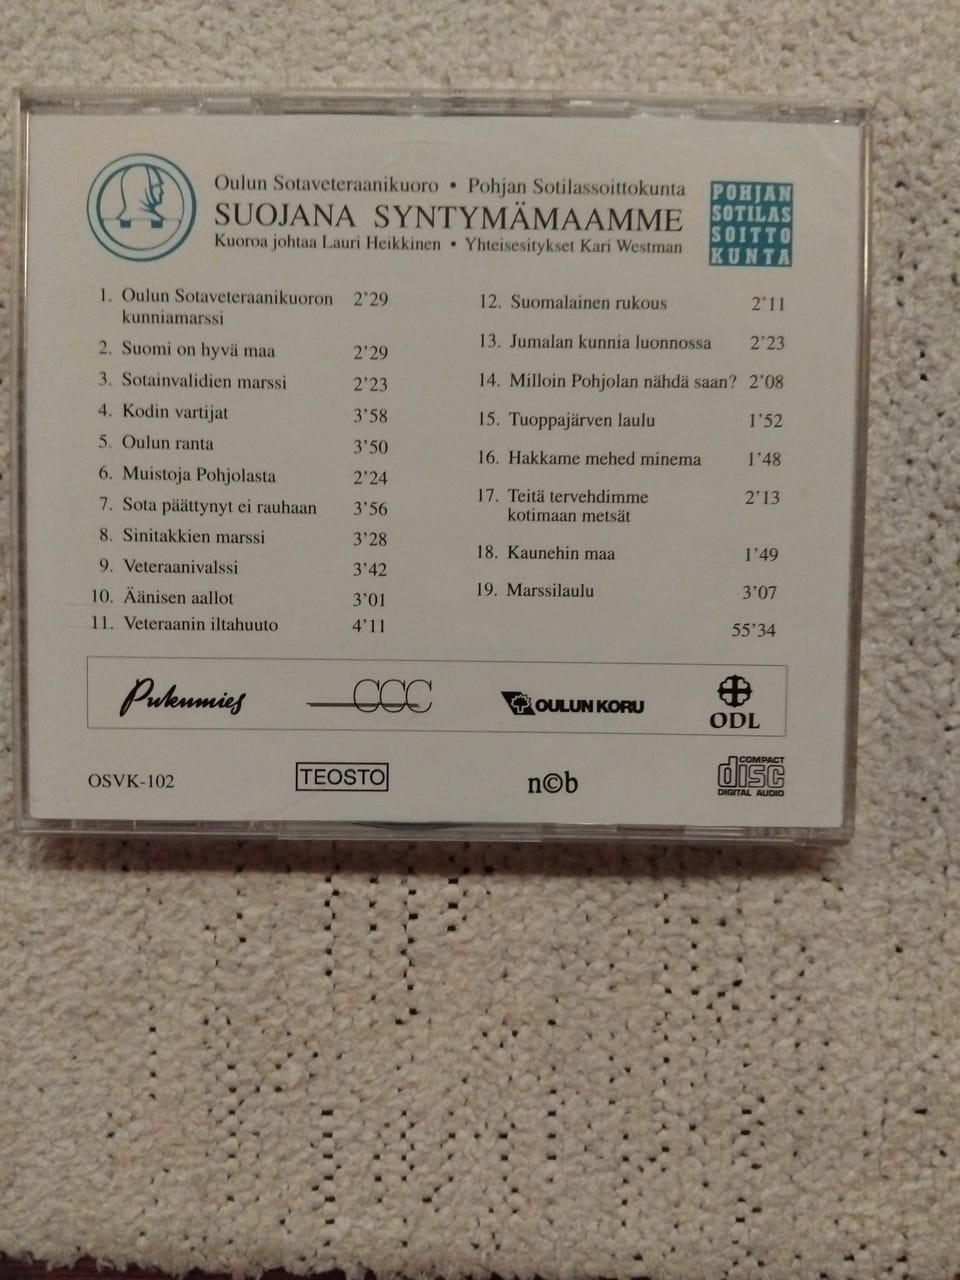 Oulun Sotaveteraanikuoro • Pohjan Sotilassoittokunta
SUOJANA SYNTYMÄMAAMME
Kuoroa johtaa Lauri Heikkinen • Yhteisesitykset Kari Westman
POHJAN
SOTILAS
SOITTO
KUNTA
1. Oulun Sotaveteraanikuoron 2'29
kunniamarssi
2. Suomi on hyvä maa 2'29
3. Sotainvalidien marssi 2'23
4. Kodin vartijat 3'58
5. Oulun ranta 3'50
6. Muistoja Pohjolasta 2'24
7. Sota päättynyt ei rauhaan 3'56
8. Sinitakkien marssi 3'28
9. Veteraanivalssi 3'42
10. Äänisen aallot 3'01
11. Veteraanin iltahuuto 4'11
12. Suomalainen rukous 2'11
13. Jumalan kunnia luonnossa 2'23
14. Milloin Pohjolan nähdä saan? 2'08
15. Tuoppajärven laulu 1'52
16. Hakkame mehed minema 1'48
17. Teitä tervehdimme 2'13
kotimaan metsät
18. Kaunehin maa 1'49
19. Marssilaulu 3'07
55'34
Pukumies
CCC
OULUN KORU
ODL
OSVK-102
TEOSTO
n©b
COMPACT
disc
DIGITAL AUDIO